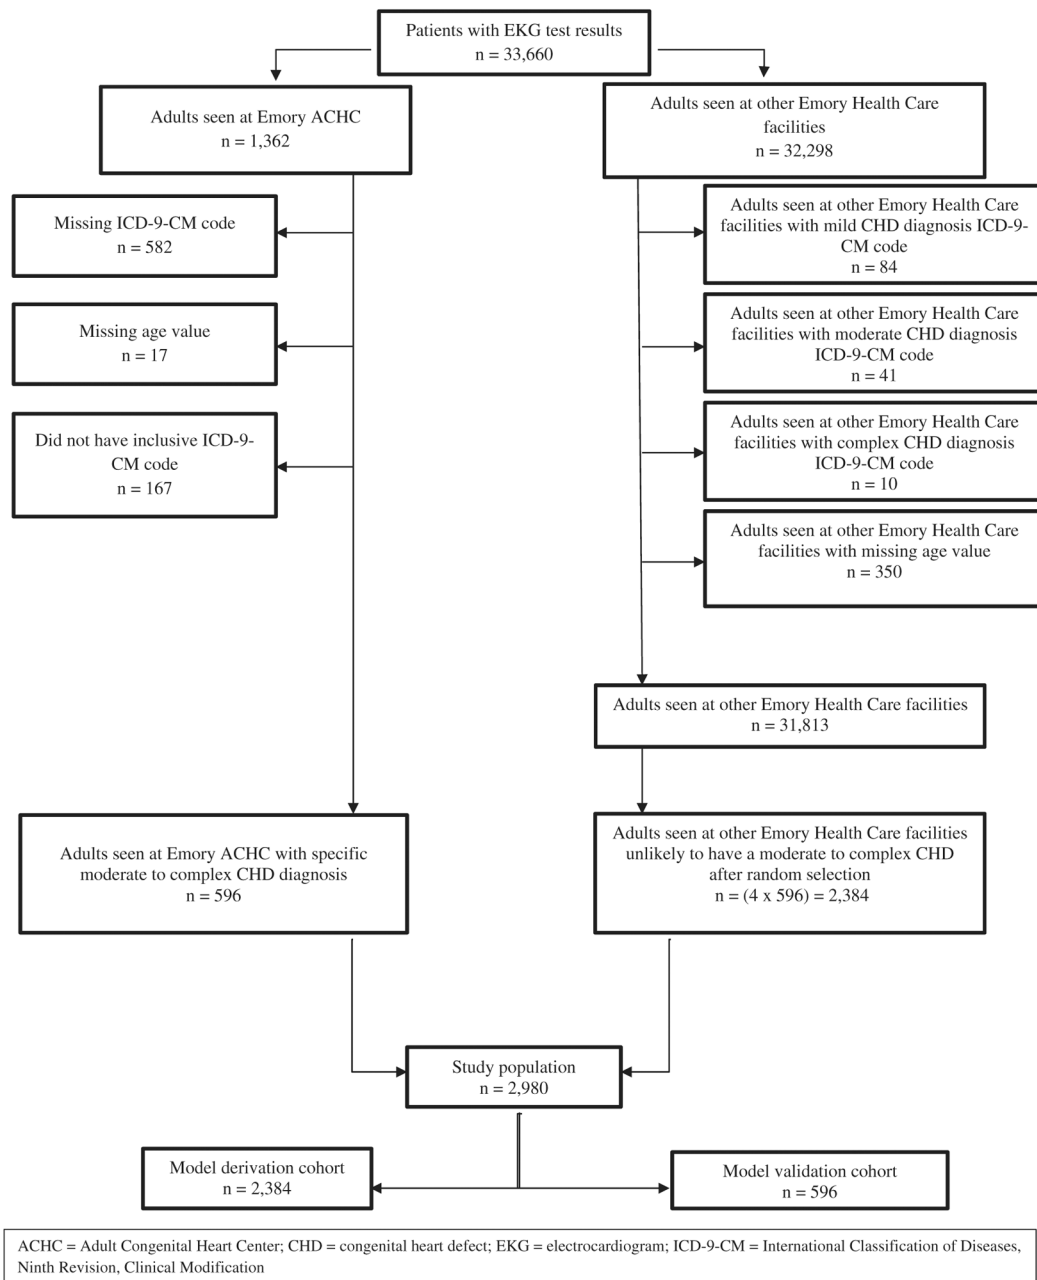 Patients with EKG test results
n = 33,660
Adults seen at Emory ACHC
n = 1,362
Adults seen at other Emory Health Care
facilities
n = 32,298
Missing ICD-9-CM code
n = 582
Missing age value
n = 17
Did not have inclusive ICD-9-
CM code
n = 167
Adults seen at other Emory Health Care
facilities with mild CHD diagnosis ICD-9-
CM code
n = 84
Adults seen at other Emory Health Care
facilities with moderate CHD diagnosis
ICD-9-CM code
n = 41
Adults seen at other Emory Health Care
facilities with complex CHD diagnosis
ICD-9-CM code
n = 10
Adults seen at other Emory Health Care
facilities with missing age value
n = 350
Adults seen at other Emory Health Care facilities
n = 31,813
Adults seen at Emory ACHC with specific
moderate to complex CHD diagnosis
n = 596
Adults seen at other Emory Health Care facilities
unlikely to have a moderate to complex CHD
after random selection
n = (4 x 596) = 2,384
Study population
n = 2,980
Model derivation cohort
n = 2,384
Model validation cohort
n = 596
ACHC = Adult Congenital Heart Center; CHD = congenital heart defect; EKG = electrocardiogram; ICD-9-CM = International Classification of Diseases,
Ninth Revision, Clinical Modification